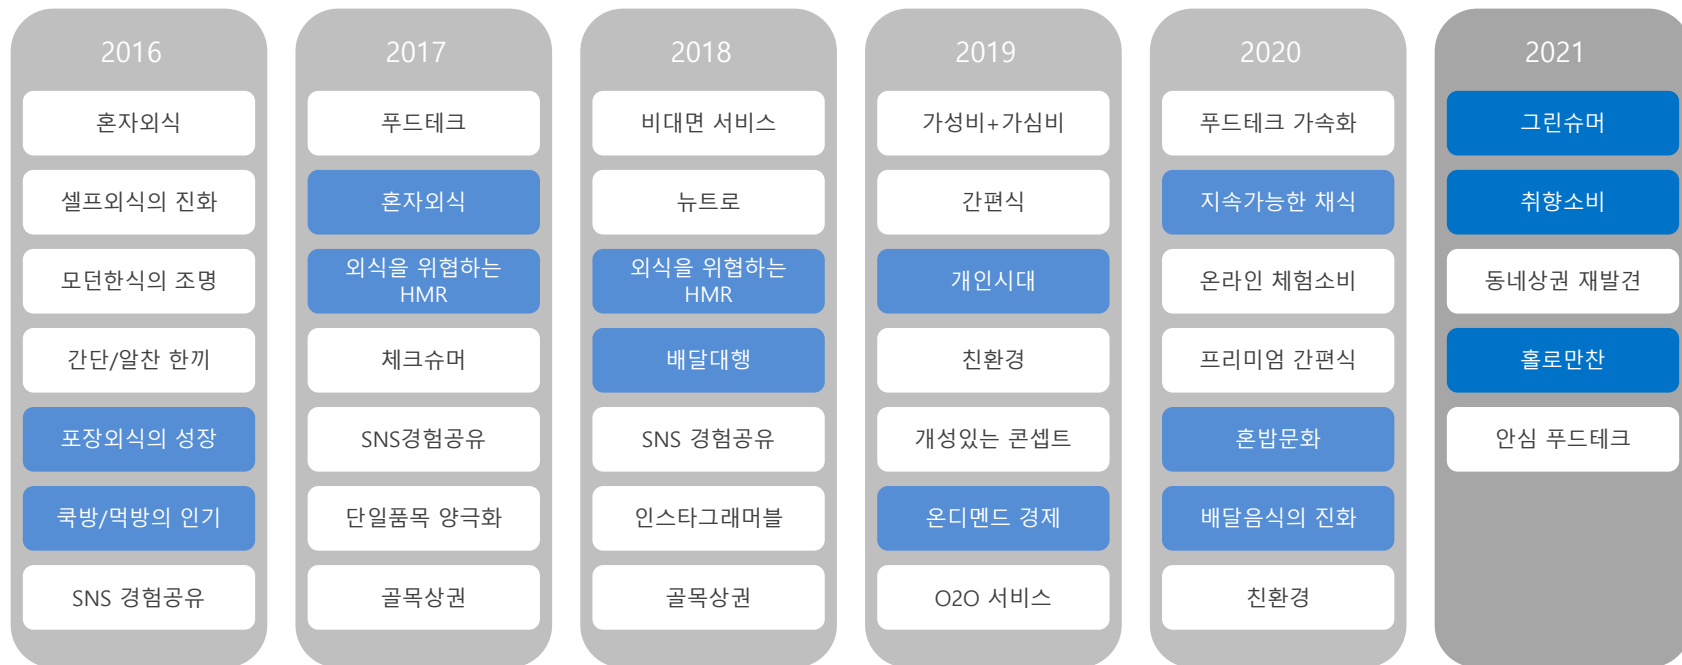 2016
혼자외식
셀프외식의 진화
모던한식의 조명
간단/알찬 한끼
포장외식의 성장
쿡방/먹방의 인기
SNS 경험공유
2017
푸드테크
혼자외식
외식을 위협하는
HMR
체크슈머
SNS경험공유
단일품목 양극화
골목상권
2018
비대면 서비스
뉴트로
외식을 위협하는
HMR
배달대행
SNS 경험공유
인스타그래머블
골목상권
2019
가성비+가심비
간편식
개인시대
친환경
개성있는 콘셉트
온디멘드 경제
O2O 서비스
2020
푸드테크 가속화
지속가능한 채식
온라인 체험소비
프리미엄 간편식
혼밥문화
배달음식의 진화
친환경
2021
그린슈머
취향소비
동네상권 재발견
홀로만찬
안심 푸드테크